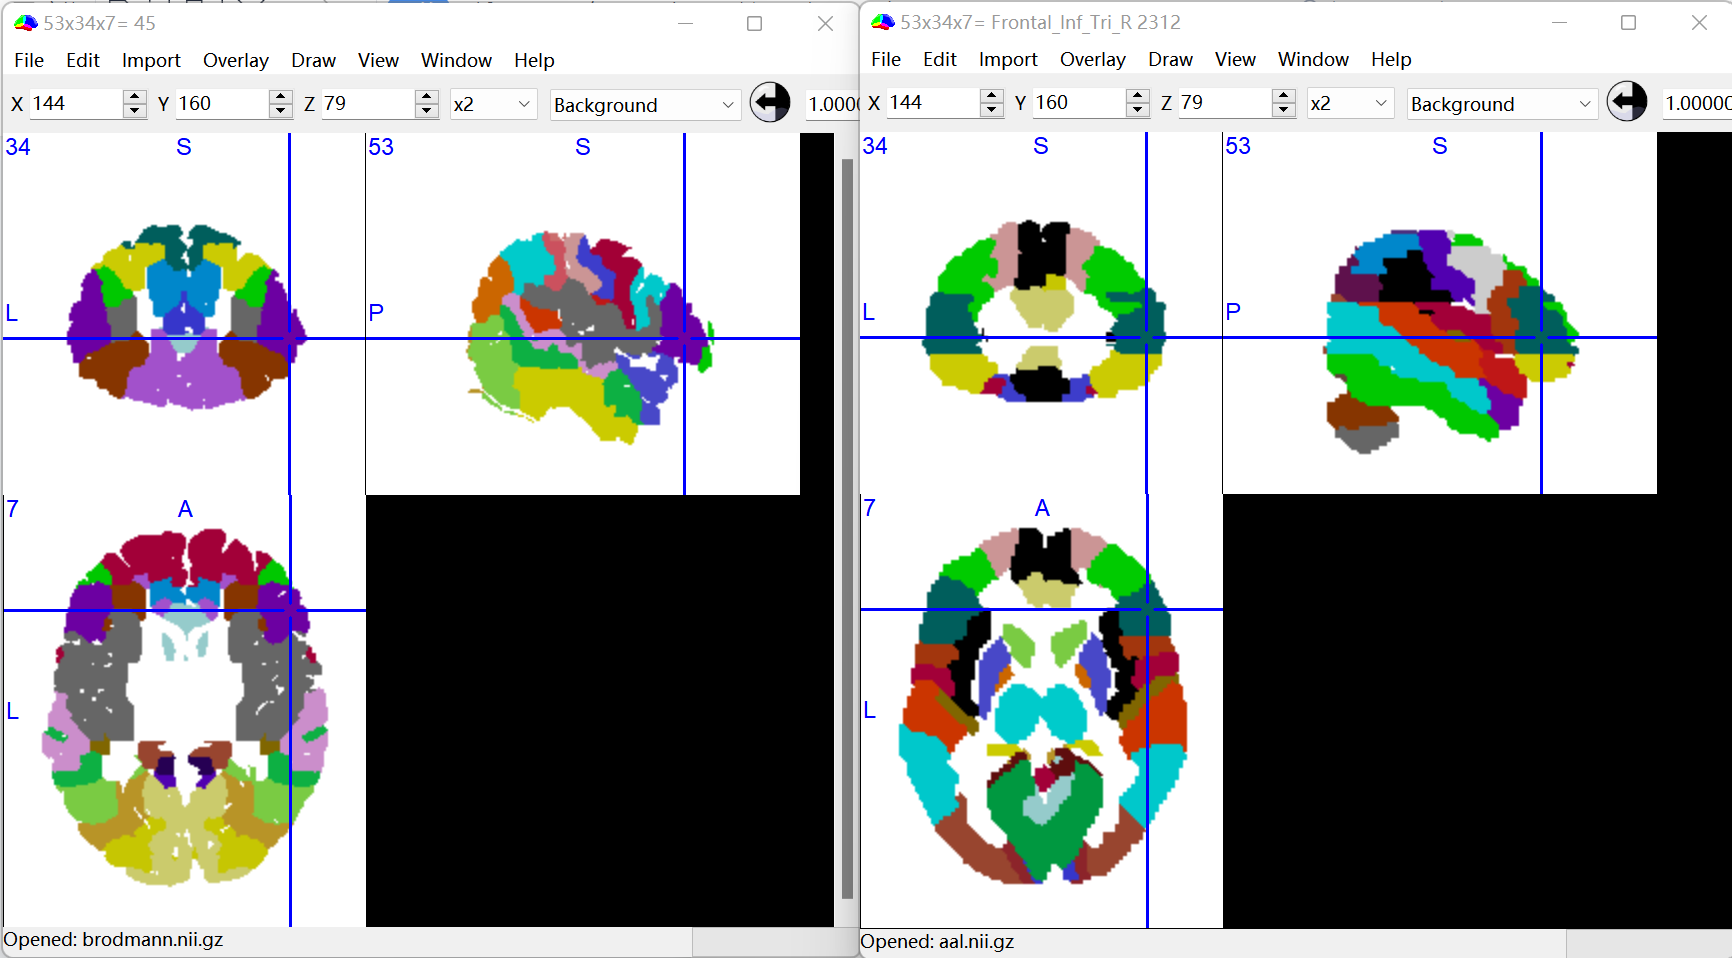 53x34x7= 45
File Edit Import Overlay Draw View Window Help
X 144 Y 160 Z 79 x2 Background 1.0000
34 S 53 S
L P
7 A
L
Opened: brodmann.nii.gz
53x34x7= Frontal_Inf_Tri_R 2312
File Edit Import Overlay Draw View Window Help
X 144 Y 160 Z 79 x2 Background 1.0000
34 S 53 S
L P
7 A
L
Opened: aal.nii.gz